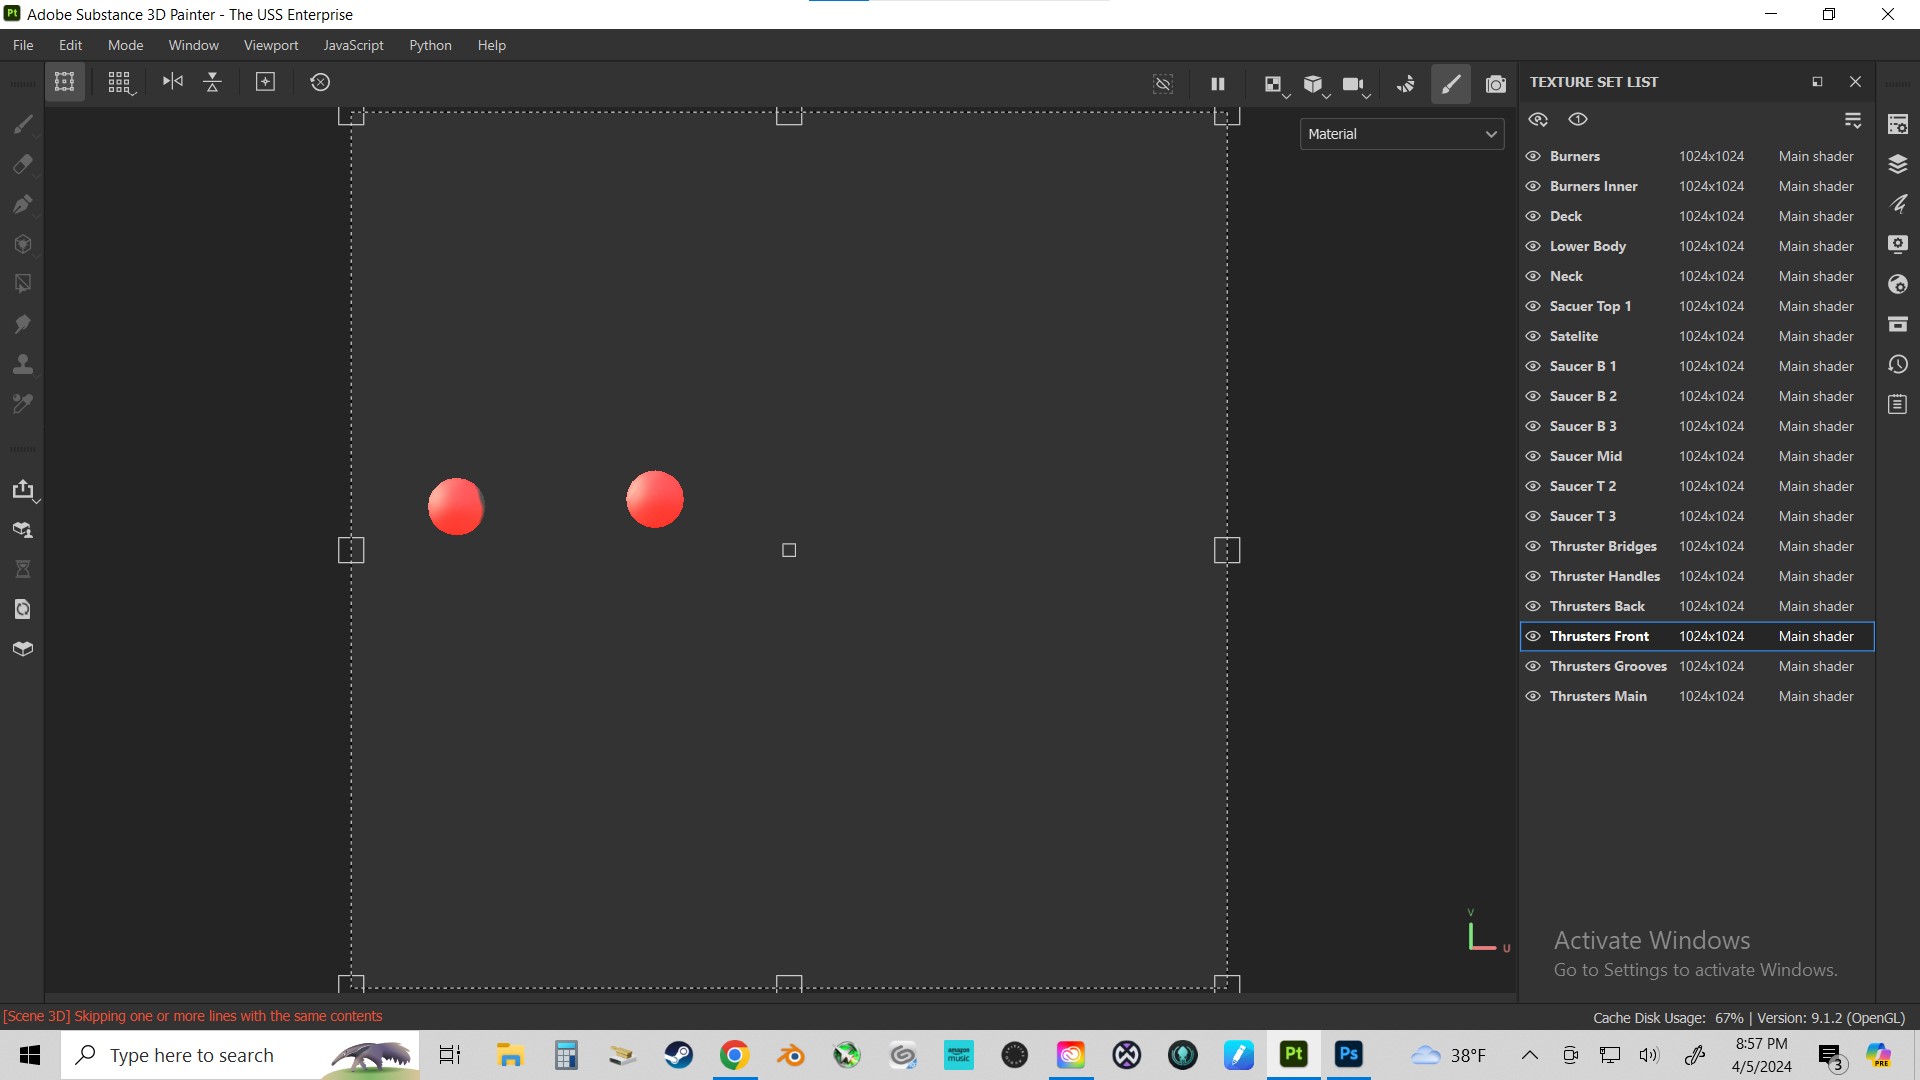 Pt Adobe Substance 3D Painter - The USS Enterprise
File Edit Mode Window Viewport JavaScript Python Help
TEXTURE SET LIST
Material
Burners 1024x1024 Main shader
Burners Inner 1024x1024 Main shader
Deck 1024x1024 Main shader
Lower Body 1024x1024 Main shader
Neck 1024x1024 Main shader
Sacuer Top 1 1024x1024 Main shader
Satelite 1024x1024 Main shader
Saucer B 1 1024x1024 Main shader
Saucer B 2 1024x1024 Main shader
Saucer B 3 1024x1024 Main shader
Saucer Mid 1024x1024 Main shader
Saucer T 2 1024x1024 Main shader
Saucer T 3 1024x1024 Main shader
Thruster Bridges 1024x1024 Main shader
Thruster Handles 1024x1024 Main shader
Thrusters Back 1024x1024 Main shader
Thrusters Front 1024x1024 Main shader
Thrusters Grooves 1024x1024 Main shader
Thrusters Main 1024x1024 Main shader
V
U
Activate Windows
Go to Settings to activate Windows.
[Scene 3D] Skipping one or more lines with the same contents
Cache Disk Usage: 67% | Version: 9.1.2 (OpenGL)
Type here to search
amazon music
Pt
Ps
38°F
8:57 PM
4/5/2024
3
PRE